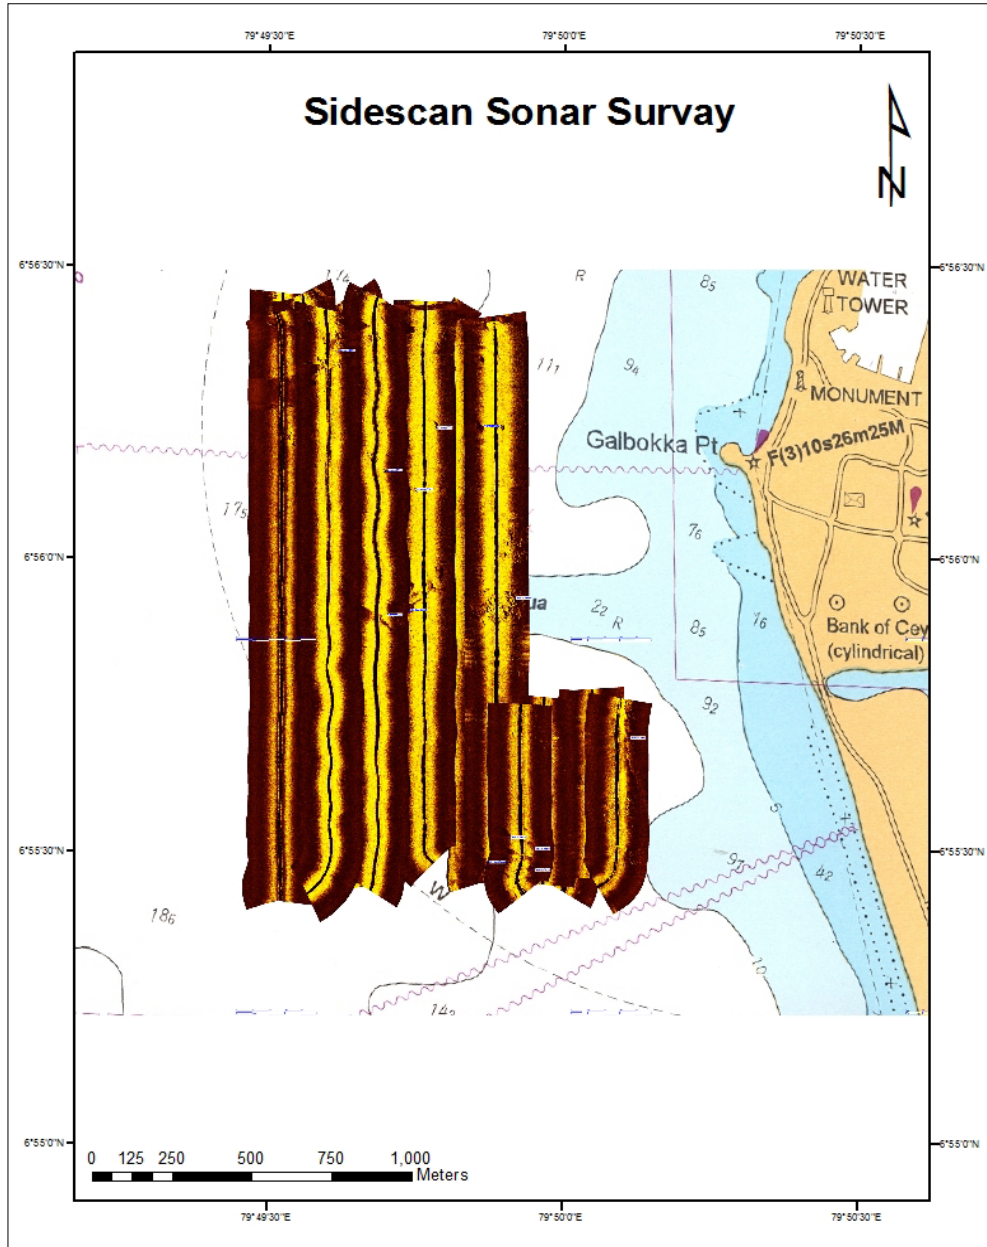 79°49'30"E
79°50'0"E
79°50'30"E
Sidescan Sonar Survay
N
6°56'30"N
6°56'30"N
174
R
85
WATER
TOWER
111
94
MONUMENT
Galbokka Pt
F(3)10s26m25M
175
76
6°56'0"N
6°56'0"N
ua
22
R
85
16
Bank of Cey
(cylindrical)
92
5
6°55'30"N
6°55'30"N
97
42
W
186
10
142
6°55'0"N
6°55'0"N
0 125 250 500 750 1,000
Meters
79°49'30"E
79°50'0"E
79°50'30"E